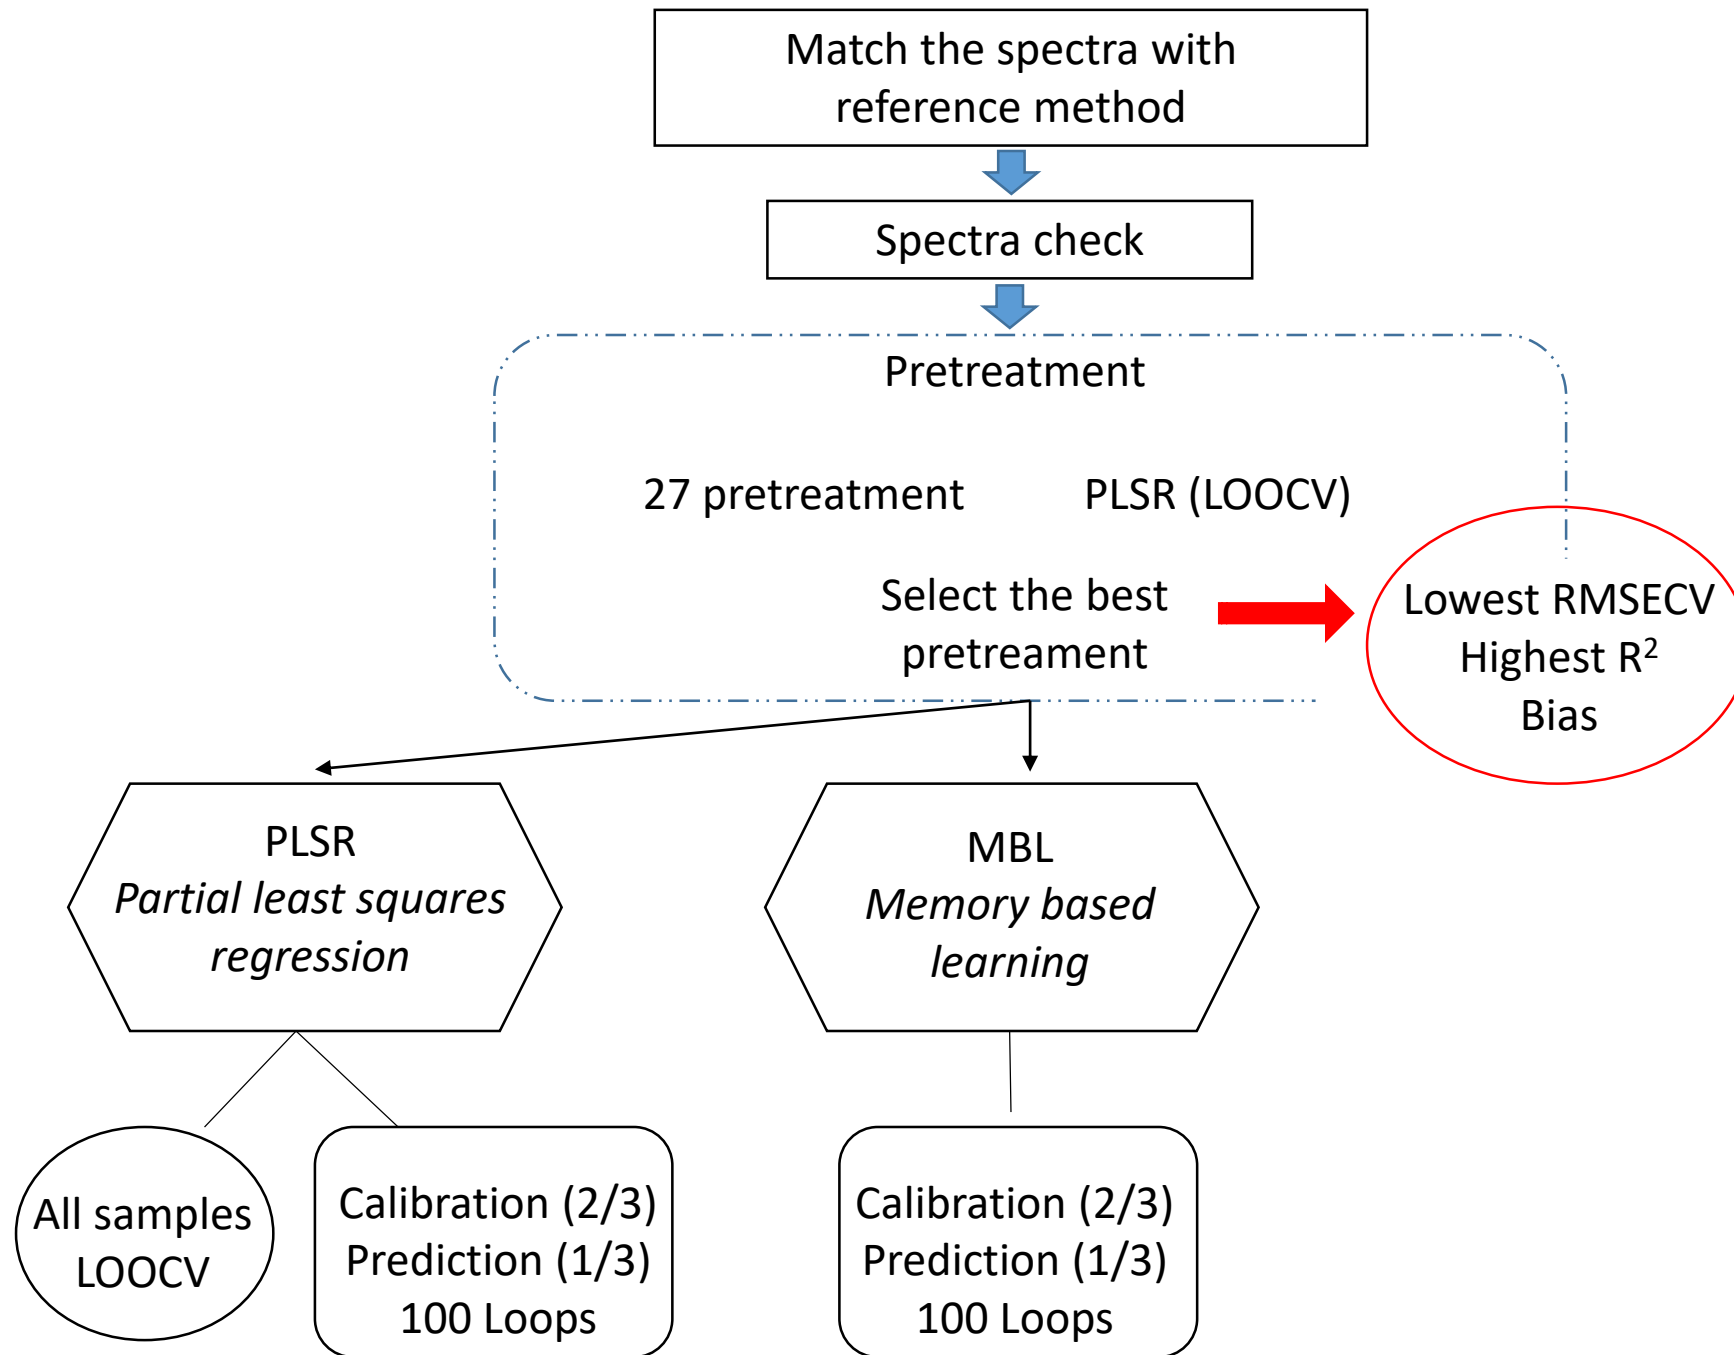 Match the spectra with
reference method
Spectra check
Pretreatment
27 pretreatment
PLSR (LOOCV)
Select the best
pretreament
Lowest RMSECV
Highest R²
Bias
PLSR
Partial least squares
regression
MBL
Memory based
learning
All samples
LOOCV
Calibration (2/3)
Prediction (1/3)
100 Loops
Calibration (2/3)
Prediction (1/3)
100 Loops